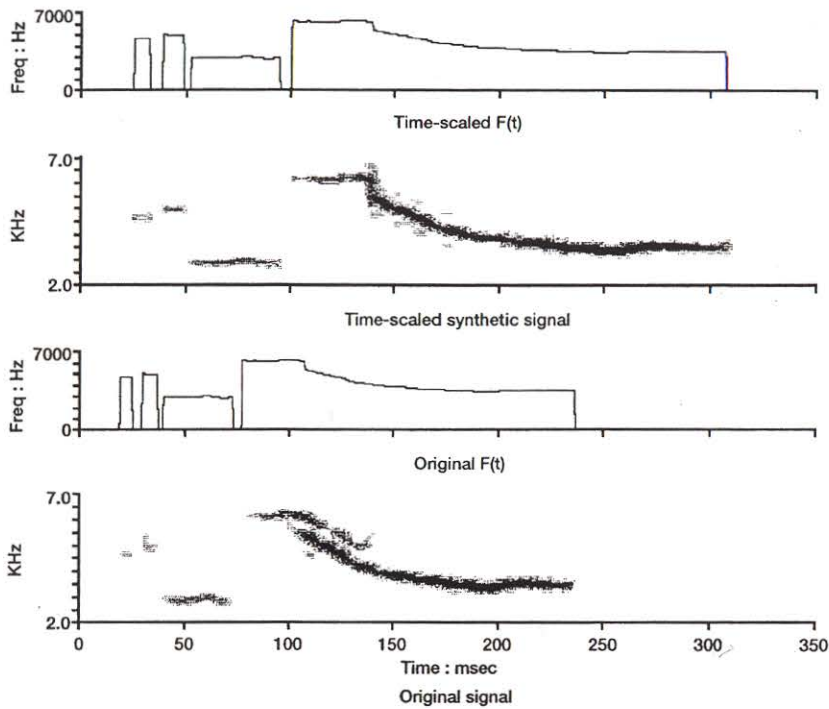 7000
Freq : Hz
0
Time-scaled F(t)
7.0
KHz
2.0
Time-scaled synthetic signal
7000
Freq : Hz
0
Original F(t)
7.0
KHz
2.0
0 50 100 150 200 250 300 350
Time : msec
Original signal